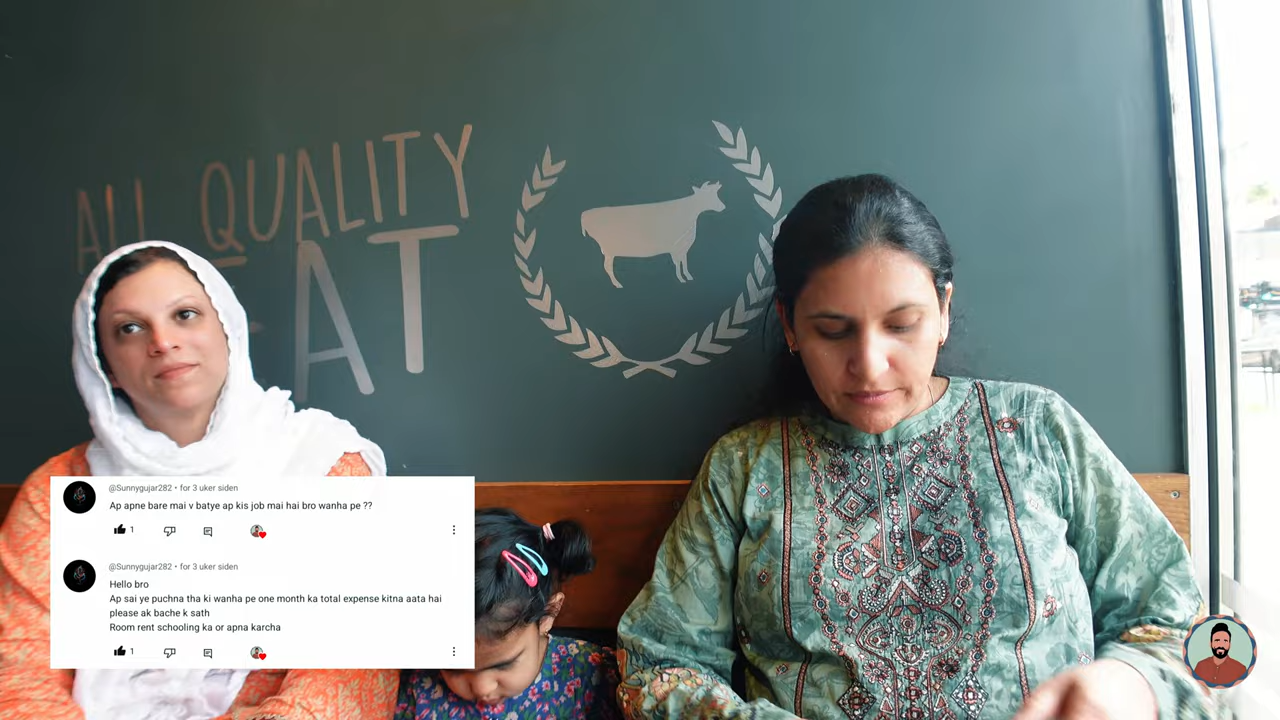 ALL QUALITY
EAT
@Sunnygujar282 • for 3 uker siden
Ap apne bare mai v batye ap kis job mai hai bro wanha pe ??
1
@Sunnygujar282 • for 3 uker siden
Hello bro
Ap sai ye puchna tha ki wanha pe one month ka total expense kitna aata hai
please ak bache k sath
Room rent schooling ka or apna karcha
1